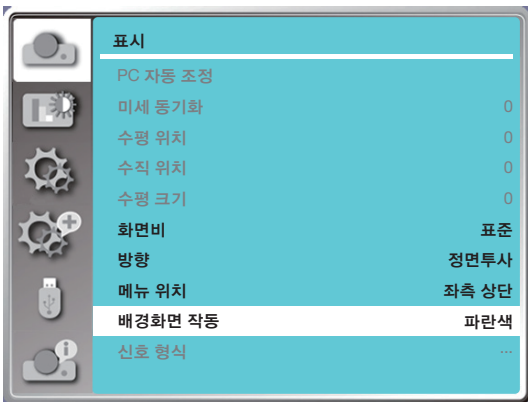 표시
PC 자동 조정
미세 동기화 0
수평 위치 0
수직 위치 0
수평 크기 0
화면비 표준
방향 정면투사
메뉴 위치 좌측 상단
배경화면 작동 파란색
신호 형식 ...